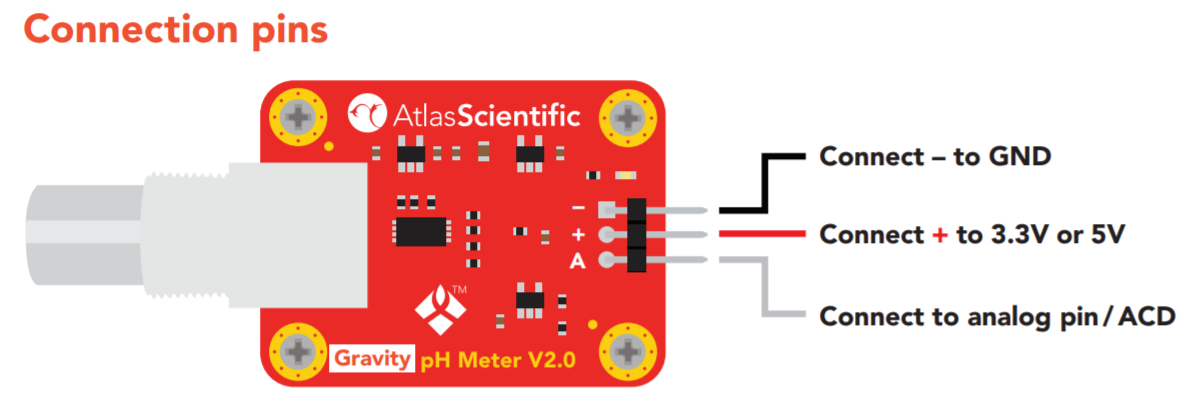 Connection pins
AtlasScientific
Connect – to GND
–
+
Connect + to 3.3V or 5V
A
Connect to analog pin / ACD
TM
Gravity pH Meter V2.0